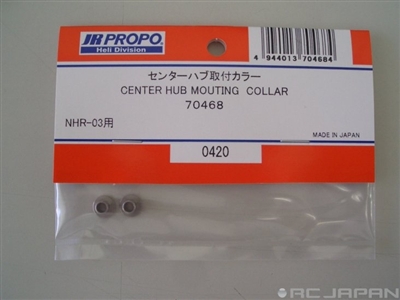 JR PROPO
Heli Division
4 944013 704684
センターハブ取付カラー
CENTER HUB MOUTING COLLAR
70468
NHR-03用
MADE IN JAPAN
0420
RC JAPAN